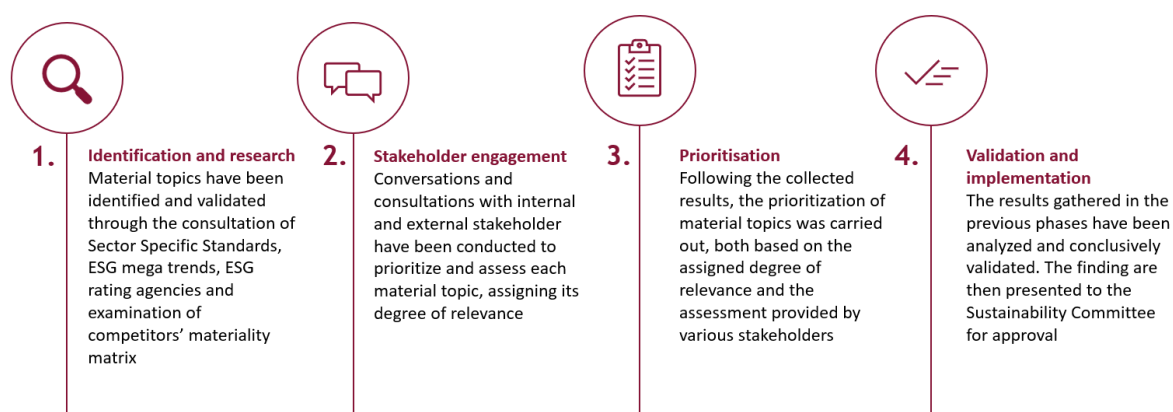 1.
Identification and research
Material topics have been
identified and validated
through the consultation of
Sector Specific Standards,
ESG mega trends, ESG
rating agencies and
examination of
competitors’ materiality
matrix
2.
Stakeholder engagement
Conversations and
consultations with internal
and external stakeholder
have been conducted to
prioritize and assess each
material topic, assigning its
degree of relevance
3.
Prioritisation
Following the collected
results, the prioritization of
material topics was carried
out, both based on the
assigned degree of
relevance and the
assessment provided by
various stakeholders
4.
Validation and
implementation
The results gathered in the
previous phases have been
analyzed and conclusively
validated. The finding are
then presented to the
Sustainability Committee
for approval